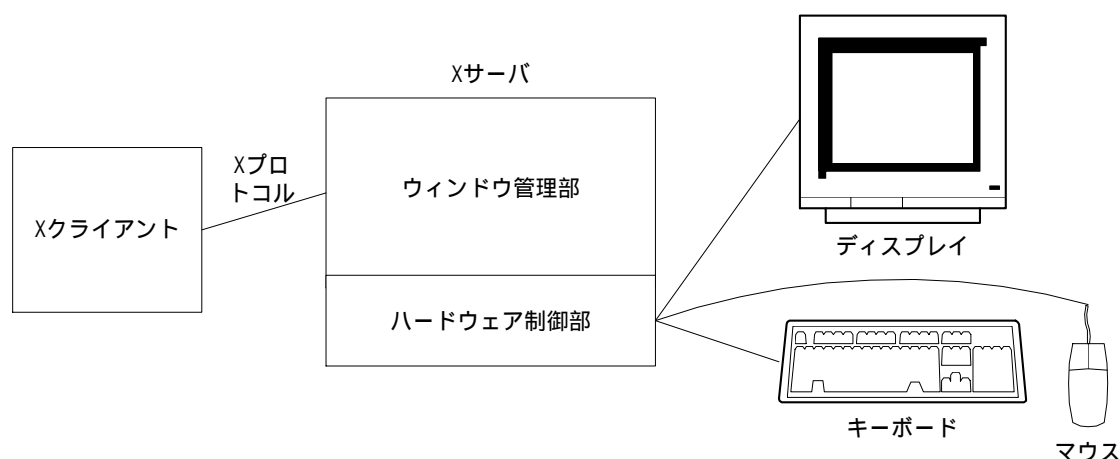 Xサーバ
Xプロ
トコル
ウィンドウ管理部
Xクライアント
ディスプレイ
ハードウェア制御部
キーボード
マウス